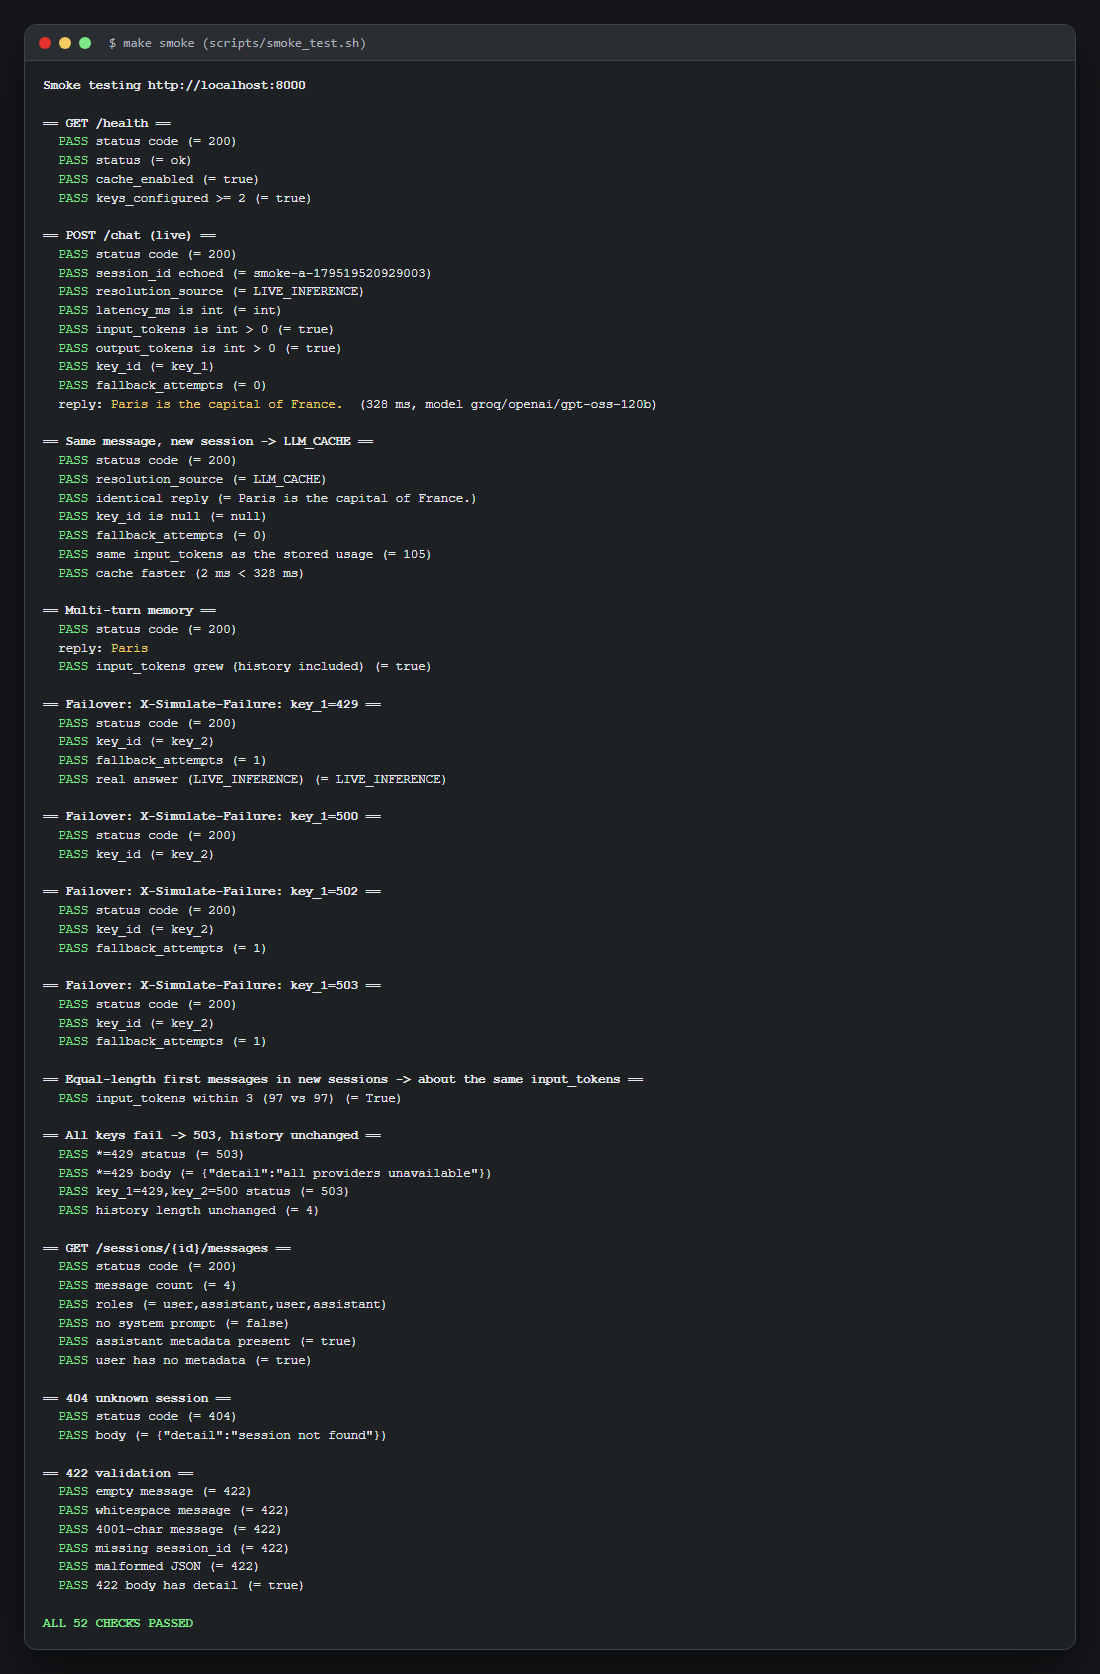 $ make smoke (scripts/smoke_test.sh)
Smoke testing http://localhost:8000
== GET /health ==
PASS status code (= 200)
PASS status (= ok)
PASS cache_enabled (= true)
PASS keys_configured >= 2 (= true)
== POST /chat (live) ==
PASS status code (= 200)
PASS session_id echoed (= smoke-a-179519520929003)
PASS resolution_source (= LIVE_INFERENCE)
PASS latency_ms is int (= int)
PASS input_tokens is int > 0 (= true)
PASS output_tokens is int > 0 (= true)
PASS key_id (= key_1)
PASS fallback_attempts (= 0)
reply: Paris is the capital of France.  (328 ms, model groq/openai/gpt-oss-120b)
== Same message, new session -> LLM_CACHE ==
PASS status code (= 200)
PASS resolution_source (= LLM_CACHE)
PASS identical reply (= Paris is the capital of France.)
PASS key_id is null (= null)
PASS fallback_attempts (= 0)
PASS same input_tokens as the stored usage (= 105)
PASS cache faster (2 ms < 328 ms)
== Multi-turn memory ==
PASS status code (= 200)
reply: Paris
PASS input_tokens grew (history included) (= true)
== Failover: X-Simulate-Failure: key_1=429 ==
PASS status code (= 200)
PASS key_id (= key_2)
PASS fallback_attempts (= 1)
PASS real answer (LIVE_INFERENCE) (= LIVE_INFERENCE)
== Failover: X-Simulate-Failure: key_1=500 ==
PASS status code (= 200)
PASS key_id (= key_2)
== Failover: X-Simulate-Failure: key_1=502 ==
PASS status code (= 200)
PASS key_id (= key_2)
PASS fallback_attempts (= 1)
== Failover: X-Simulate-Failure: key_1=503 ==
PASS status code (= 200)
PASS key_id (= key_2)
PASS fallback_attempts (= 1)
== Equal-length first messages in new sessions -> about the same input_tokens ==
PASS input_tokens within 3 (97 vs 97) (= True)
== All keys fail -> 503, history unchanged ==
PASS *=429 status (= 503)
PASS *=429 body (= {"detail":"all providers unavailable"})
PASS key_1=429,key_2=500 status (= 503)
PASS history length unchanged (= 4)
== GET /sessions/{id}/messages ==
PASS status code (= 200)
PASS message count (= 4)
PASS roles (= user,assistant,user,assistant)
PASS no system prompt (= false)
PASS assistant metadata present (= true)
PASS user has no metadata (= true)
== 404 unknown session ==
PASS status code (= 404)
PASS body (= {"detail":"session not found"})
== 422 validation ==
PASS empty message (= 422)
PASS whitespace message (= 422)
PASS 4001-char message (= 422)
PASS missing session_id (= 422)
PASS malformed JSON (= 422)
PASS 422 body has detail (= true)
ALL 52 CHECKS PASSED